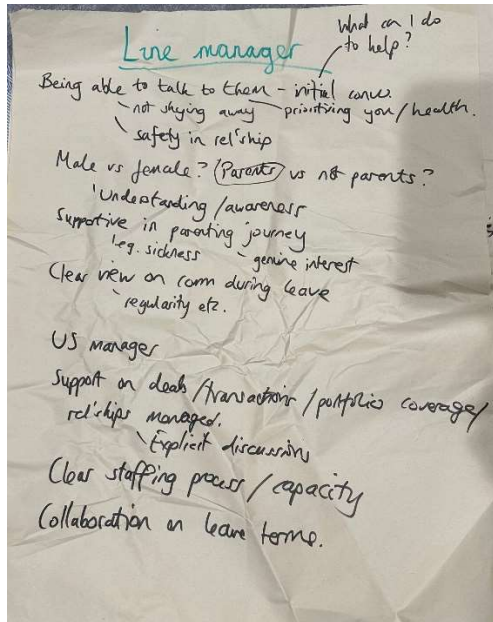 What can I do
to help?
Line manager
Being able to talk to them - initial convs.
not shying away - prioritising you/health.
safety in rel'ship
Male vs female? (Parents) vs not parents?
Understanding/awareness
Supportive in parenting journey
eg. sickness - genuine interest
Clear view on comm during leave
regularity etc.
US manager
Support on deals/transactions/portfolio coverage/
rel'ships managed.
Explicit discussions
Clear staffing process/capacity
Collaboration on leave terms.